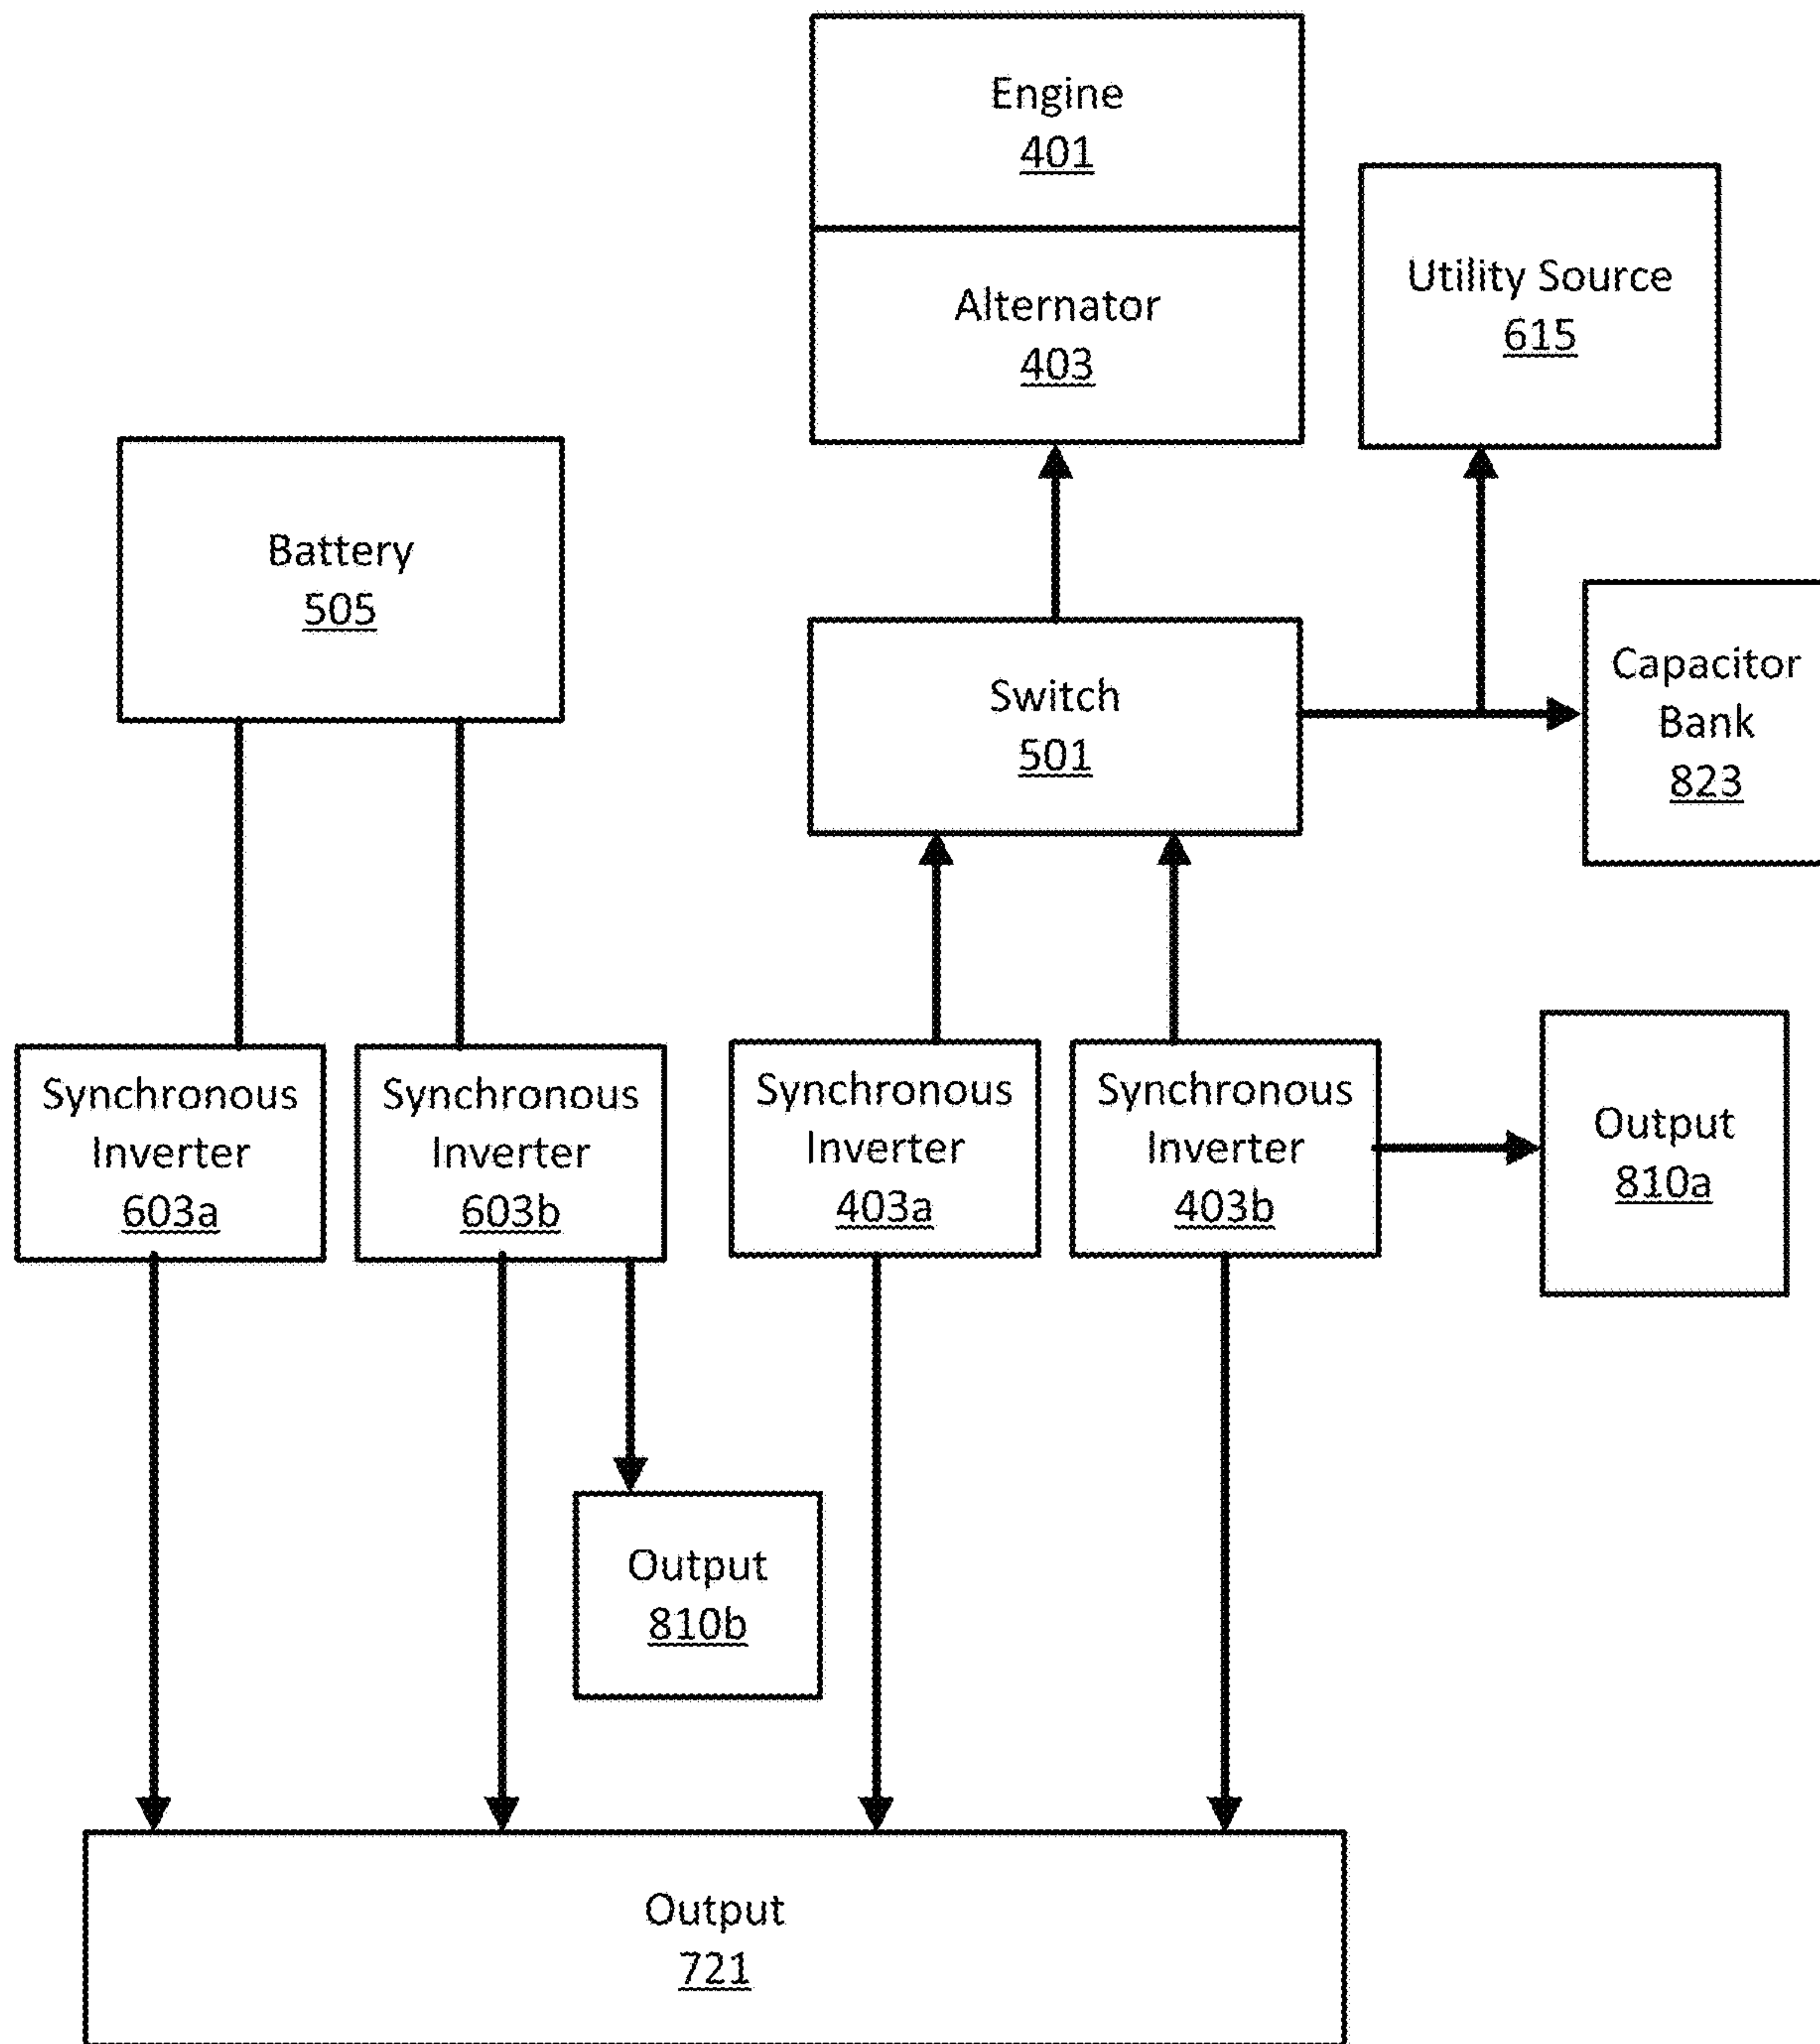 Engine
401
Alternator
403
Utility Source
615
Battery
505
Switch
501
Capacitor
Bank
823
Synchronous
Inverter
603a
Synchronous
Inverter
603b
Synchronous
Inverter
403a
Synchronous
Inverter
403b
Output
810a
Output
810b
Output
721